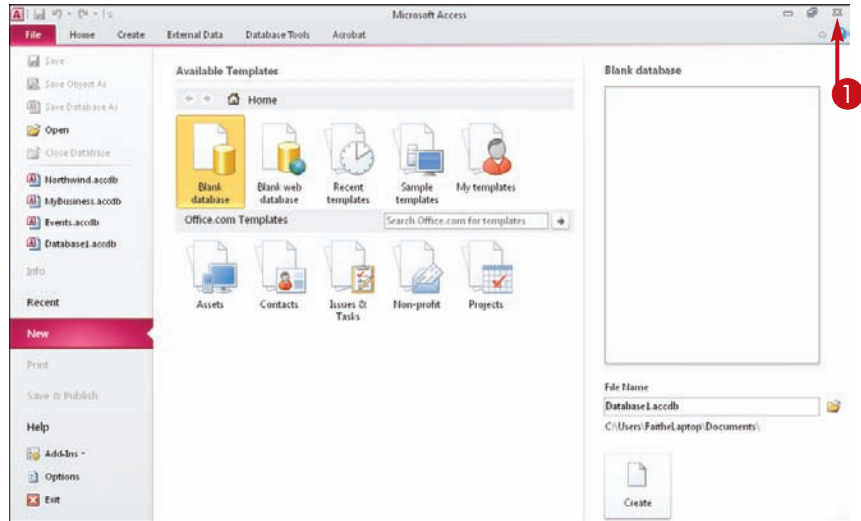 Microsoft Access
File Home Create External Data Database Tools Acrobat
Save
Save Object As
Save Database As
Open
Close Database
Northwind.accdb
MyBusiness.accdb
Events.accdb
Database1.accdb
Info
Recent
New
Print
Save & Publish
Help
Add-Ins
Options
Exit
Available Templates
Home
Blank database
Blank web database
Recent templates
Sample templates
My templates
Office.com Templates
Search Office.com for templates
Assets
Contacts
Issues & Tasks
Non-profit
Projects
Blank database
1
File Name
Database1.accdb
C:\Users\FaitheLaptop\Documents\
Create